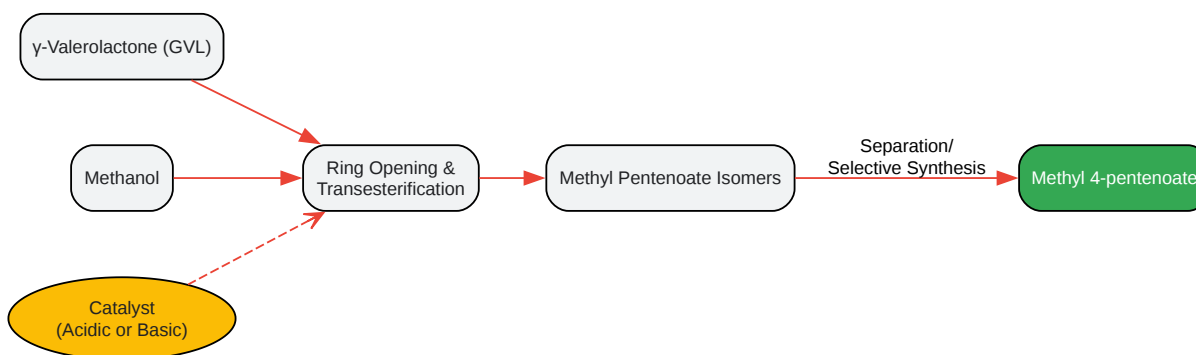 γ-Valerolactone (GVL)
Methanol
Catalyst
(Acidic or Basic)
Ring Opening &
Transesterification
Methyl Pentenoate Isomers
Separation/
Selective Synthesis
Methyl 4-pentenoate